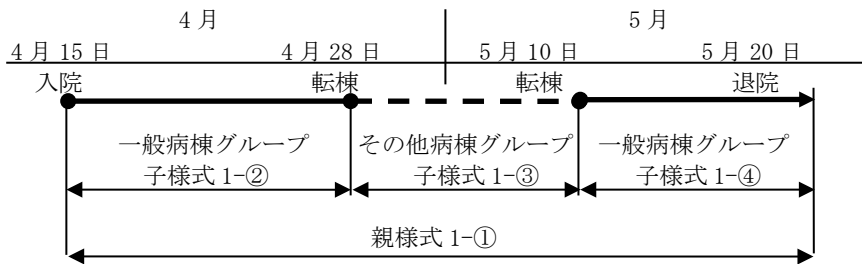 4月 5月
4月15日 4月28日 5月10日 5月20日
入院 転棟 転棟 退院
一般病棟グループ その他病棟グループ 一般病棟グループ
子様式1-② 子様式1-③ 子様式1-④
親様式1-①